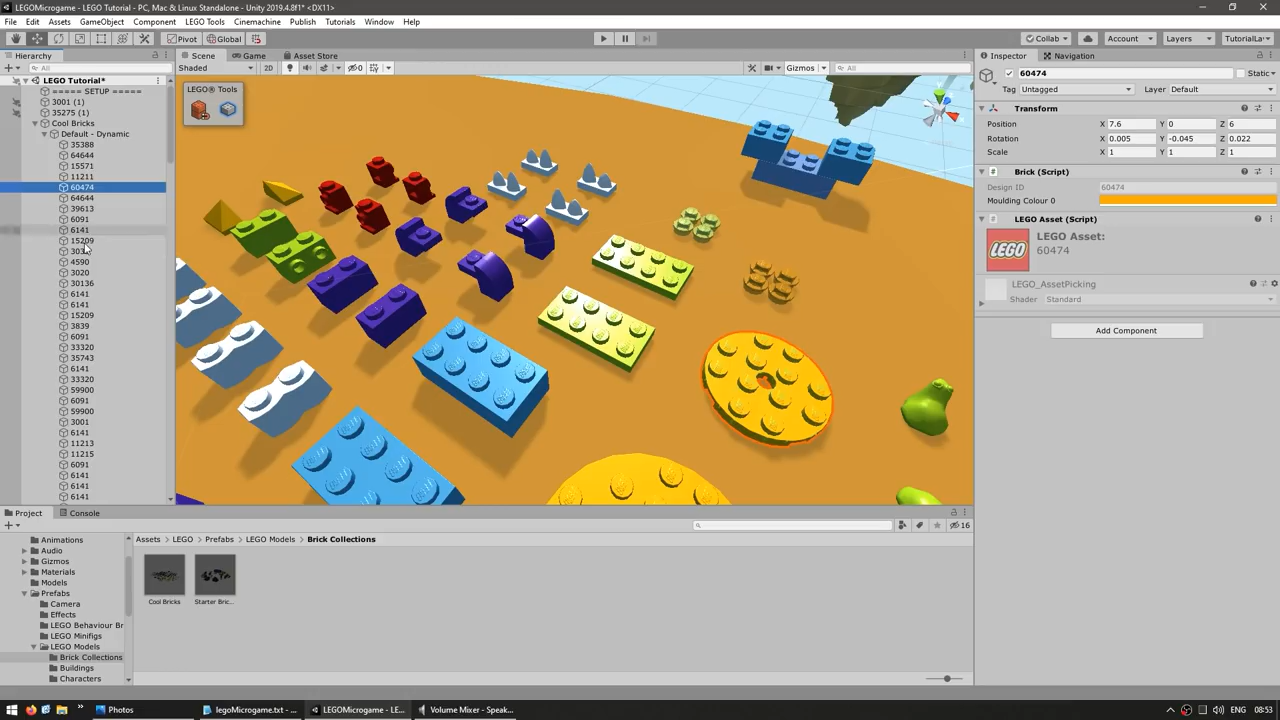 LEGOMicrogame - LEGO Tutorial - PC, Mac & Linux Standalone - Unity 2019.4.8f1* <DX11>
File Edit Assets GameObject Component LEGO Tools Cinemachine Publish Tutorials Window Help
Pivot Global Collab Account Layers TutorialLa
Hierarchy Scene Game Asset Store Inspector Navigation
All Shaded 2D 0 Gizmos All
60474 Static
LEGO Tutorial*
Tag Untagged Layer Default
===== SETUP =====
LEGO® Tools
3001 (1)
35275 (1)
Transform
Cool Bricks
Position X 7.6 Y 0 Z 6
Default - Dynamic
Rotation X 0.005 Y -0.045 Z 0.022
35388
Scale X 1 Y 1 Z 1
64644
15571
Brick (Script)
11211
60474
Design ID 60474
64644
Moulding Colour 0
39613
6091
LEGO Asset (Script)
6141
LEGO
LEGO Asset:
60474
15209
4590
3020
30136
LEGO_AssetPicking
6141
Shader Standard
6141
15209
3839
Add Component
6091
33320
35743
6141
33320
59900
6091
59900
3001
6141
11213
11215
6091
6141
6141
6141
Project Console
16
Animations
Assets > LEGO > Prefabs > LEGO Models > Brick Collections
Audio
Gizmos
Materials
Models
Prefabs
Camera
Cool Bricks Starter Bric...
Effects
LEGO Behaviour Br
LEGO Minifigs
LEGO Models
Brick Collections
Buildings
Characters
Photos legoMicrogame.txt - ... LEGOMicrogame - LE... Volume Mixer - Speak... ENG 08:53